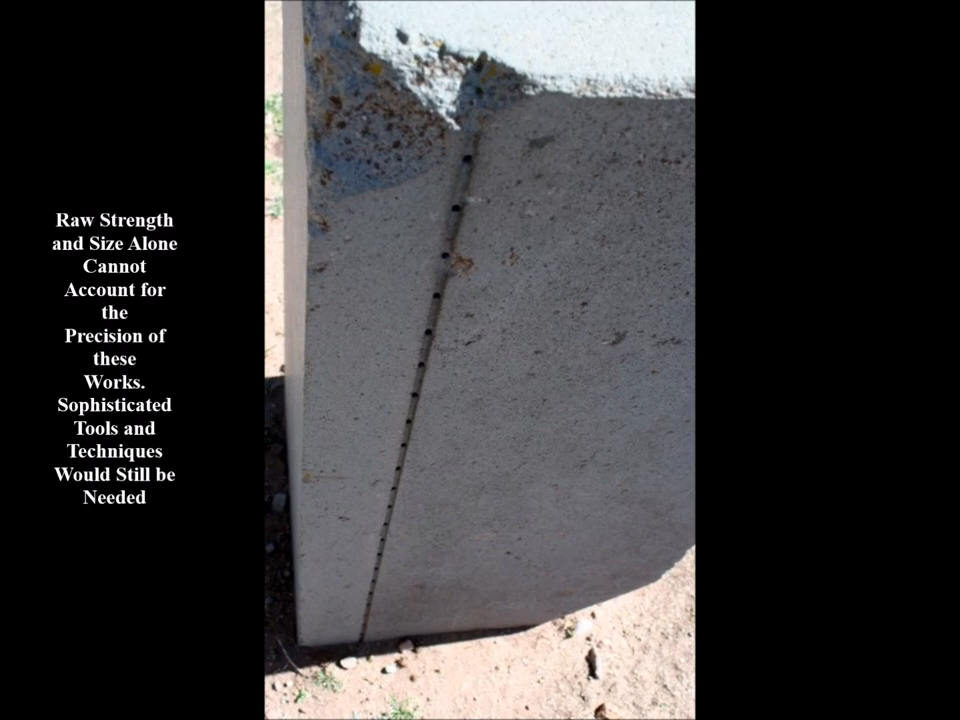 Raw Strength
and Size Alone
Cannot
Account for
the
Precision of
these
Works.
Sophisticated
Tools and
Techniques
Would Still be
Needed